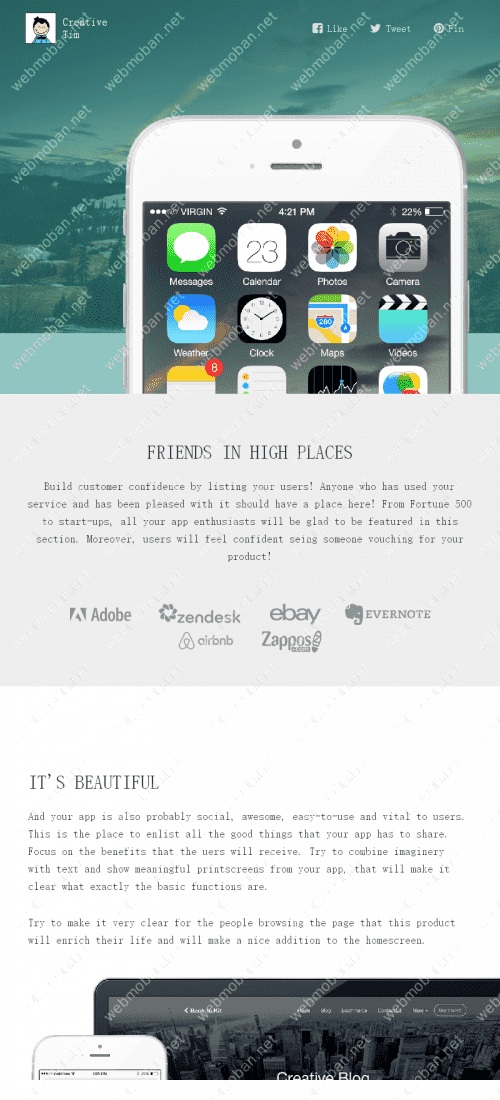 Creative
Tim
Like
Tweet
Pin
VIRGIN
4:21 PM
22%
23
Messages
Calendar
Photos
Camera
280
Weather
Clock
Maps
Videos
8
FRIENDS IN HIGH PLACES
Build customer confidence by listing your users! Anyone who has used your
service and has been pleased with it should have a place here! From Fortune 500
to start-ups, all your app enthusiasts will be glad to be featured in this
section. Moreover, users will feel confident seing someone vouching for your
product!
Adobe
zendesk
ebay
EVERNOTE
airbnb
Zappos
.com
IT'S BEAUTIFUL
And your app is also probably social, awesome, easy-to-use and vital to users.
This is the place to enlist all the good things that your app has to share.
Focus on the benefits that the uers will receive. Try to combine imaginery
with text and show meaningful printscreens from your app, that will make it
clear what exactly the basic functions are.
Try to make it very clear for the people browsing the page that this product
will enrich their life and will make a nice addition to the homescreen.
Back to Kit
Blog
Ecommerce
More
Creative Blog
webmoban.net